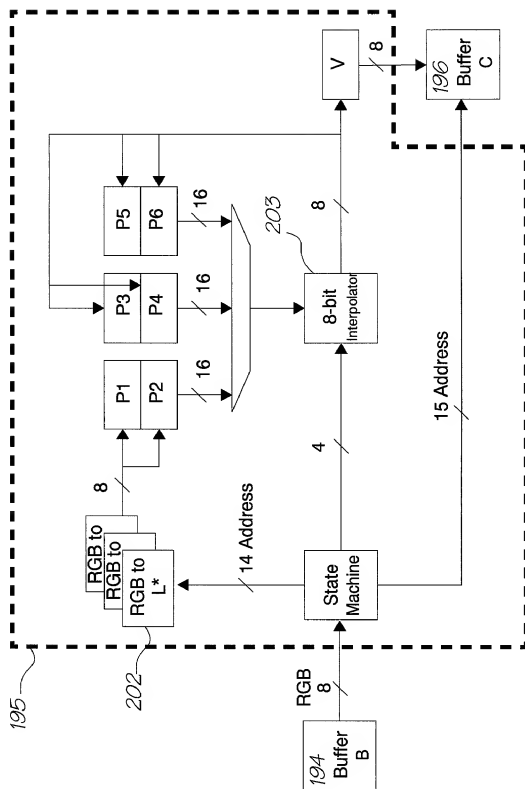 195
202
RGB to
RGB to
RGB to
L*
8
P1
P2
16
P3
P4
16
P5
P6
16
203
8-bit
Interpolator
8
V
8
196
Buffer
C
14 Address
4
15 Address
State
Machine
RGB
8
194
Buffer
B